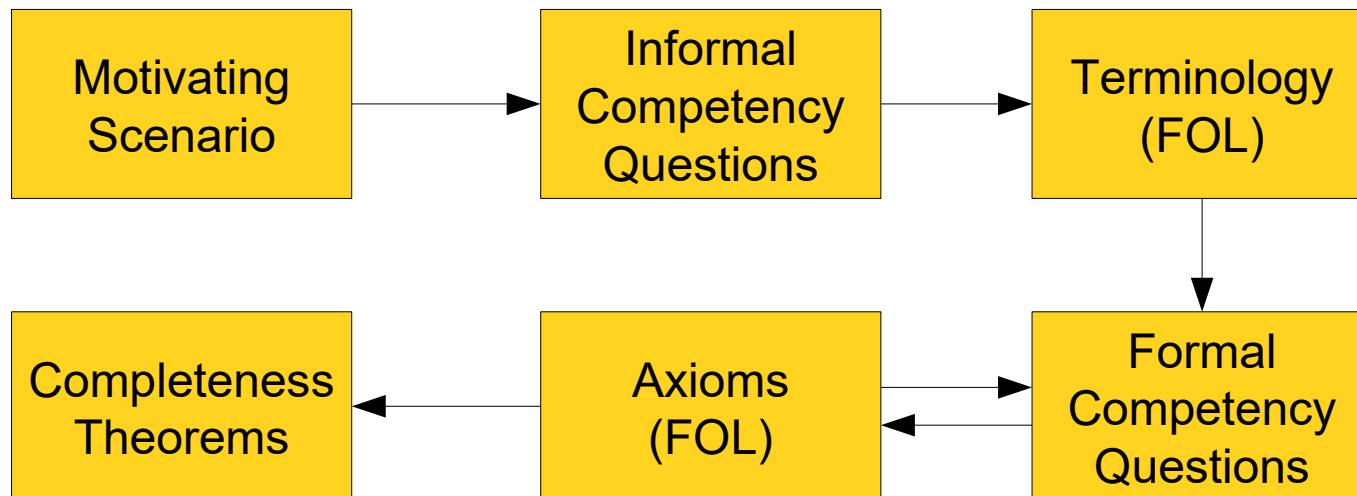 Motivating
Scenario
Informal
Competency
Questions
Terminology
(FOL)
Completeness
Theorems
Axioms
(FOL)
Formal
Competency
Questions